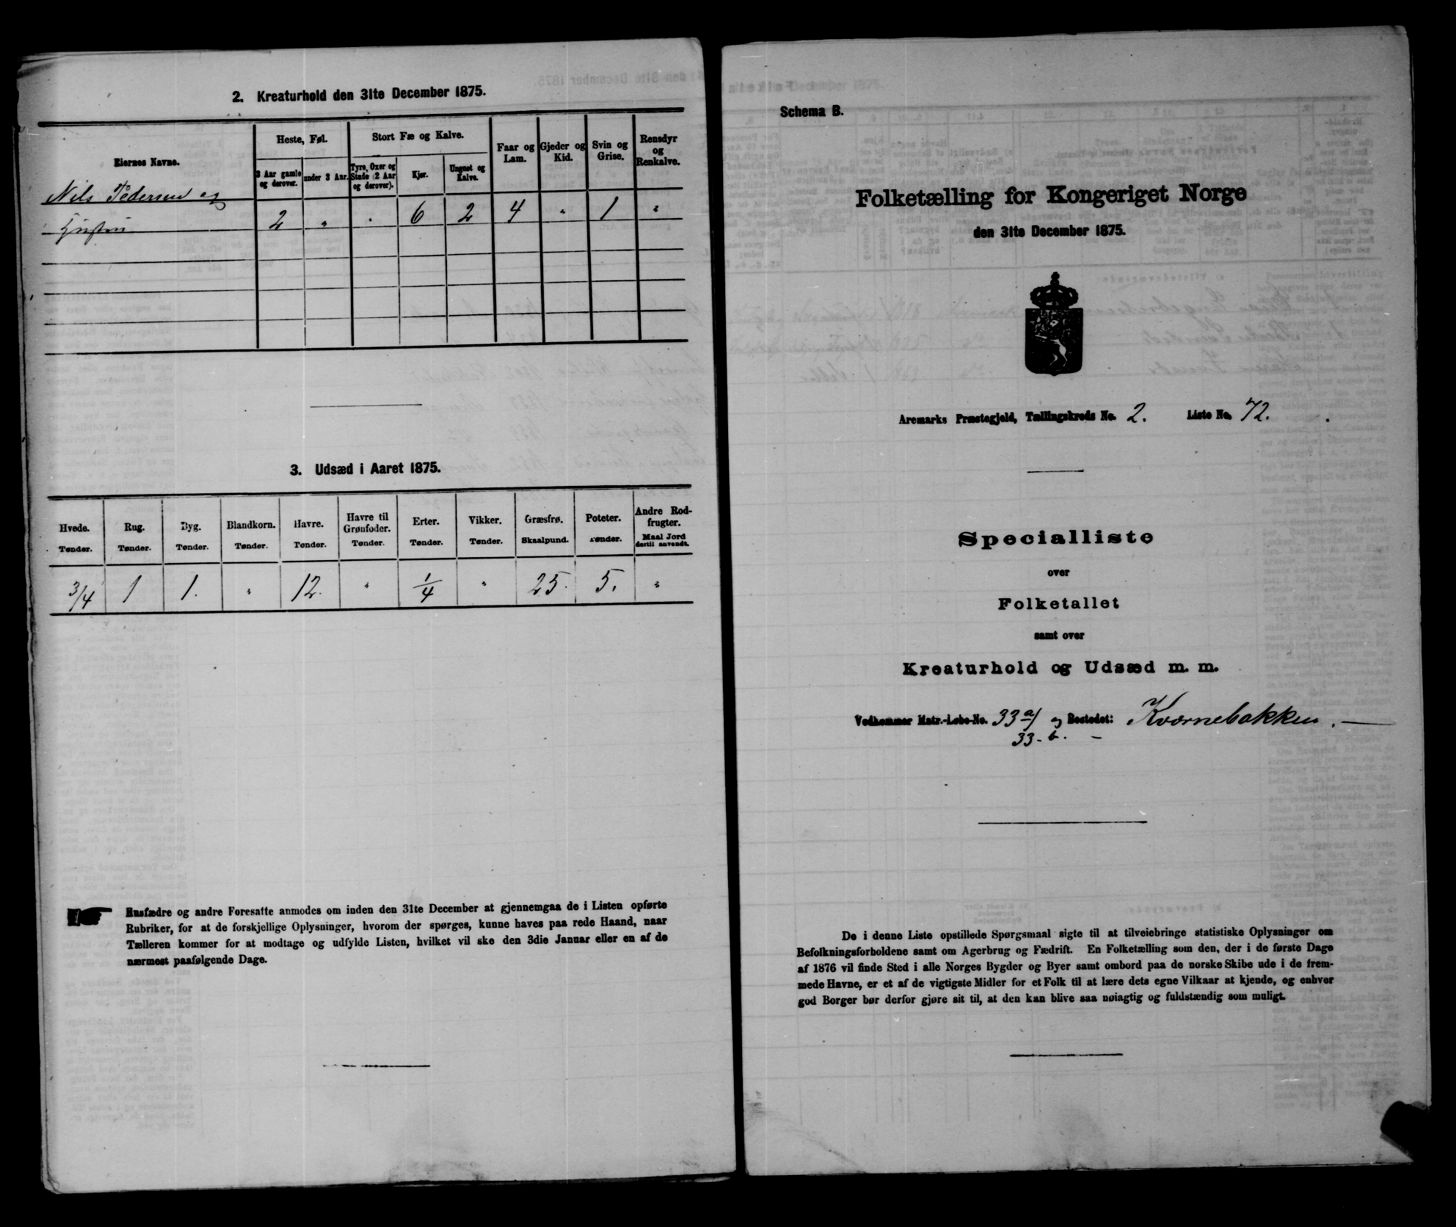 2. Kreaturhold den 31te December 1875.
Eiernes Navne.
Heste, Føl.
Stort Fæ og Kalve.
Faar og Lam.
Gjeder og Kid.
Svin og Grise.
Rensdyr og Renkalve.
3 Aar gamle og derover.
under 3 Aar.
Tyre, Oxer og Stude (2 Aar og derover).
Kjør.
Ungnøt og Kalve.
Nils Pedersen og
2 " " 6 2 4 " 1 "
3. Udsæd i Aaret 1875.
Hvede. Rug. Byg. Blandkorn. Havre. Havre til Grønfoder. Erter. Vikker. Græsfrø. Poteter. Andre Rodfrugter.
Tønder. Tønder. Tønder. Tønder. Tønder. Tønder. Tønder. Tønder. Skaalpund. Tønder. Maal Jord dertil anvendt.
3/4 1 1. " 12. " 1/4 " 25. 5. "
Husfædre og andre Foresatte anmodes om inden den 31te December at gjennemgaa de i Listen opførte
Rubriker, for at de forskjellige Oplysninger, hvorom der spørges, kunne haves paa rede Haand, naar
Tælleren kommer for at modtage og udfylde Listen, hvilket vil ske den 3die Januar eller en af de
nærmest paafølgende Dage.
Schema B.
Folketælling for Kongeriget Norge
den 31te December 1875.
Aremarks Præstegjeld, Tællingskreds No. 2. Liste No. 72.
Specialliste
over
Folketallet
samt over
Kreaturhold og Udsæd m. m.
Vedkommer Matr.-Løbe-No. 33 a/ og Bostedet: Kværnebakken.
33-b. -
De i denne Liste opstillede Spørgsmaal sigte til at tilveiebringe statistiske Oplysninger om
Befolkningsforholdene samt om Agerbrug og Fædrift. En Folketælling som den, der i de første Dage
af 1876 vil finde Sted i alle Norges Bygder og Byer samt ombord paa de norske Skibe ude i de frem-
mede Havne, er et af de vigtigste Midler for et Folk til at lære dets egne Vilkaar at kjende, og enhver
god Borger bør derfor gjøre sit til, at den kan blive saa nøiagtig og fuldstændig som muligt.